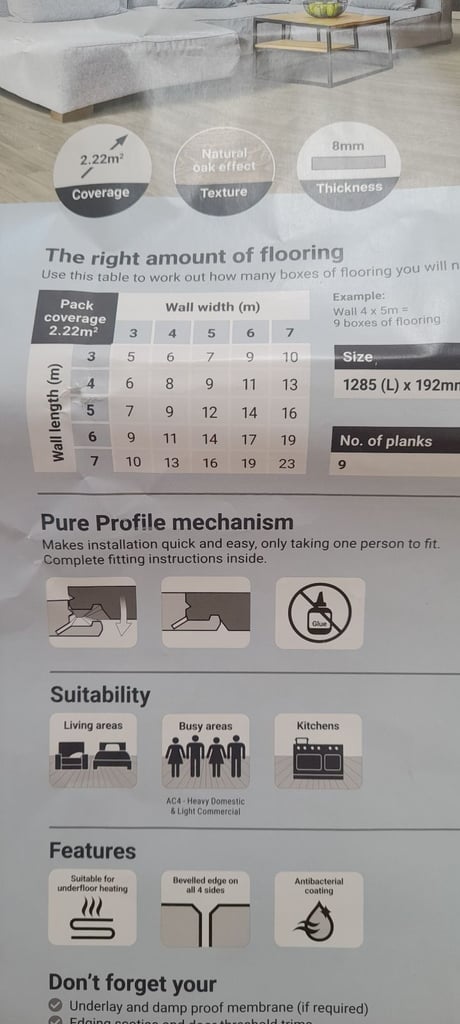 2.22m²
Coverage
Natural
oak effect
Texture
8mm
Thickness
The right amount of flooring
Use this table to work out how many boxes of flooring you will
Pack
coverage
2.22m²
Wall width (m)
3 4 5 6 7
Wall length (m)
3 5 6 7 9 10
4 6 8 9 11 13
5 7 9 12 14 16
6 9 11 14 17 19
7 10 13 16 19 23
Example:
Wall 4 x 5m =
9 boxes of flooring
Size
1285 (L) x 192mm
No. of planks
9
Pure Profile mechanism
Makes installation quick and easy, only taking one person to fit.
Complete fitting instructions inside.
Glue
Suitability
Living areas
Busy areas
Kitchens
AC4 - Heavy Domestic
& Light Commercial
Features
Suitable for
underfloor heating
Bevelled edge on
all 4 sides
Antibacterial
coating
Don't forget your
Underlay and damp proof membrane (if required)
Edging